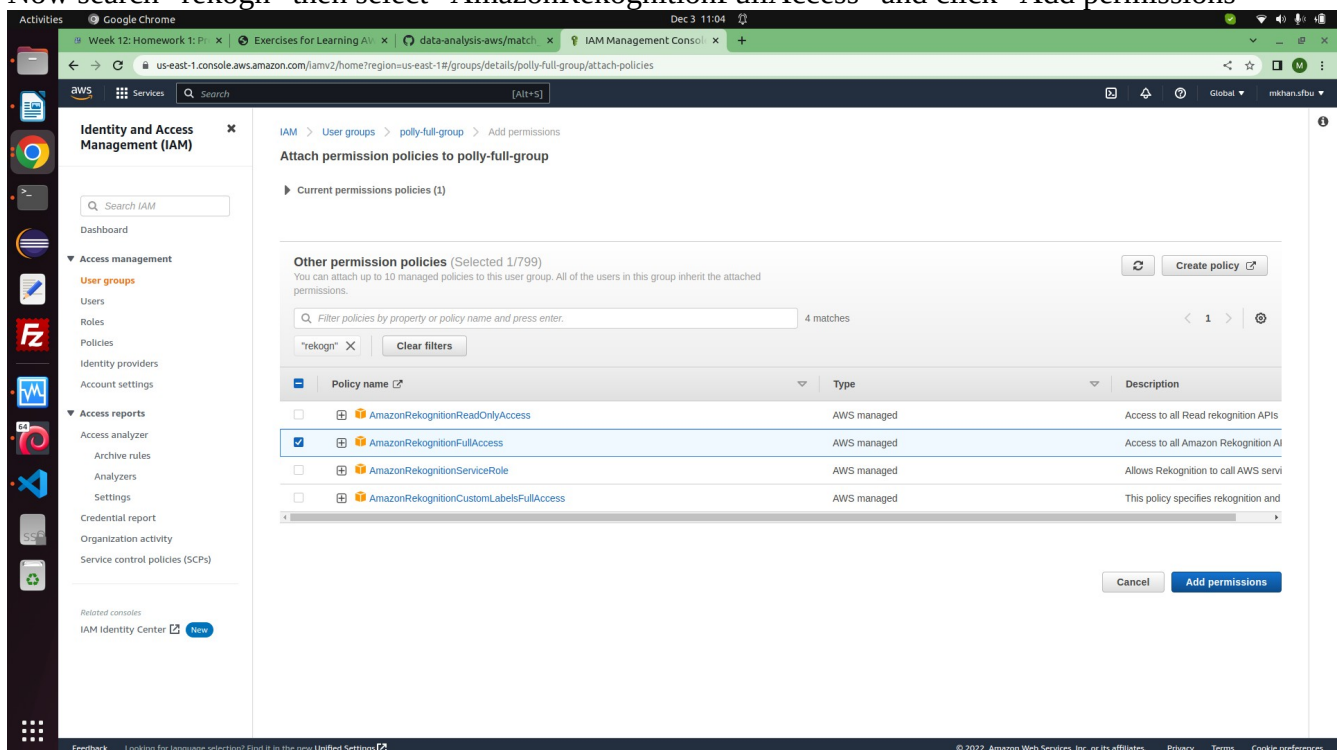 Now search "rekogn" then select "AmazonRekognitionFullAccess" and click "Add permissions"
Activities Google Chrome Dec 3 11:04
Week 12: Homework 1: Pr Exercises for Learning AW data-analysis-aws/match_ IAM Management Consol
us-east-1.console.aws.amazon.com/iamv2/home?region=us-east-1#/groups/details/polly-full-group/attach-policies M
aws Services Search [Alt+S] Global mkhan.sfbu
Identity and Access
Management (IAM)
Search IAM
Dashboard
Access management
User groups
Users
Roles
Policies
Identity providers
Account settings
Access reports
Access analyzer
Archive rules
Analyzers
Settings
Credential report
Organization activity
Service control policies (SCPs)
Related consoles
IAM Identity Center New
IAM > User groups > polly-full-group > Add permissions
Attach permission policies to polly-full-group
Current permissions policies (1)
Other permission policies (Selected 1/799)
You can attach up to 10 managed policies to this user group. All of the users in this group inherit the attached
permissions.
Create policy
Filter policies by property or policy name and press enter. 4 matches 1
"rekogn" Clear filters
Policy name Type Description
AmazonRekognitionReadOnlyAccess AWS managed Access to all Read rekognition APIs
AmazonRekognitionFullAccess AWS managed Access to all Amazon Rekognition AI
AmazonRekognitionServiceRole AWS managed Allows Rekognition to call AWS servi
AmazonRekognitionCustomLabelsFullAccess AWS managed This policy specifies rekognition and
Cancel Add permissions
64
SSD
Feedback Looking for language selection? Find it in the new Unified Settings © 2022, Amazon Web Services, Inc. or its affiliates. Privacy Terms Cookie preferences